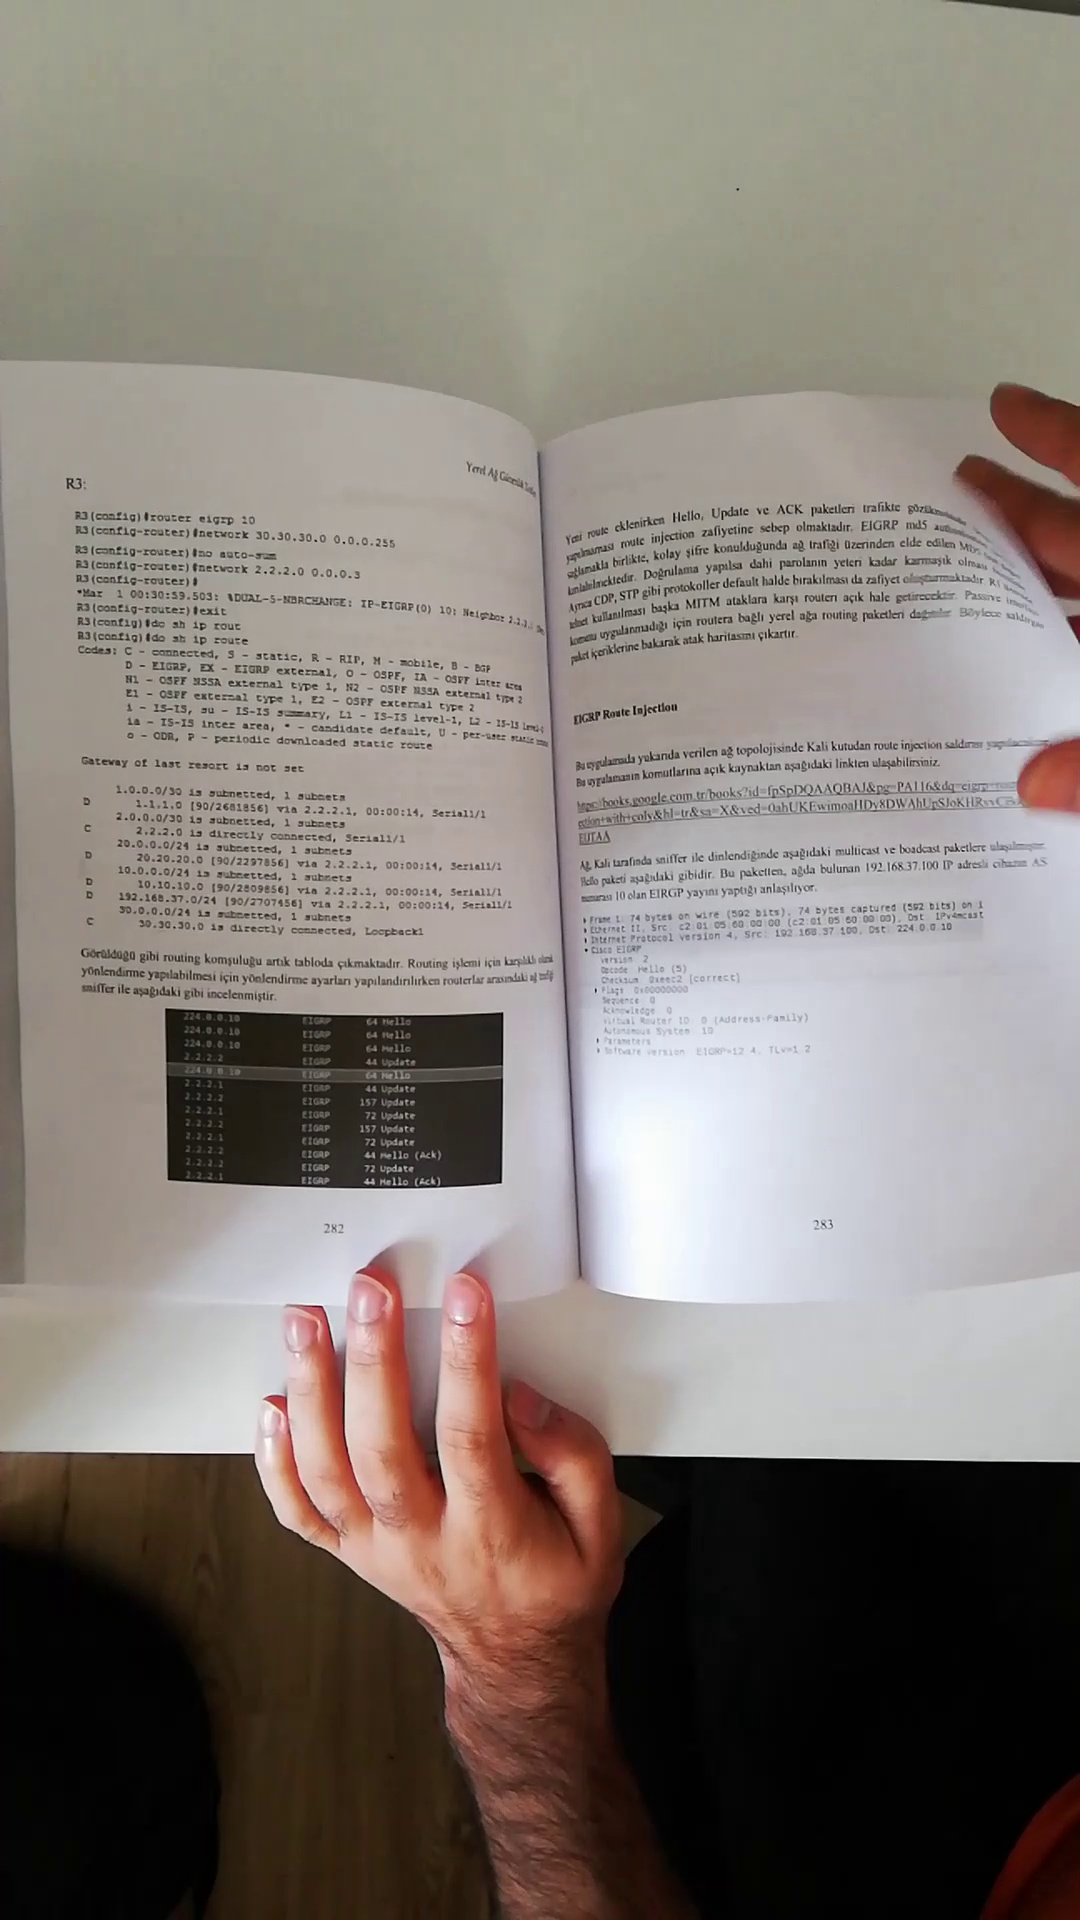 Yerel Ağ Güvenlik
R3:
R3(config)#router eigrp 10
R3(config-router)#network 30.30.30.0 0.0.0.255
R3(config-router)#no auto-sum
R3(config-router)#network 2.2.2.0 0.0.0.3
R3(config-router)#
*Mar 1 00:30:59.503: %DUAL-5-NBRCHANGE: IP-EIGRP(0) 10: Neighbor 2.2.2.
R3(config-router)#exit
R3(config)#do sh ip rout
R3(config)#do sh ip route
Codes: C - connected, S - static, R - RIP, M - mobile, B - BGP
D - EIGRP, EX - EIGRP external, O - OSPF, IA - OSPF inter area
N1 - OSPF NSSA external type 1, N2 - OSPF NSSA external type 2
E1 - OSPF external type 1, E2 - OSPF external type 2
i - IS-IS, su - IS-IS summary, L1 - IS-IS level-1, L2 - IS-IS level-2
ia - IS-IS inter area, * - candidate default, U - per-user static route
o - ODR, P - periodic downloaded static route
Gateway of last resort is not set
1.0.0.0/30 is subnetted, 1 subnets
D 1.1.1.0 [90/2681856] via 2.2.2.1, 00:00:14, Serial1/1
2.0.0.0/30 is subnetted, 1 subnets
C 2.2.2.0 is directly connected, Serial1/1
20.0.0.0/24 is subnetted, 1 subnets
D 20.20.20.0 [90/2297856] via 2.2.2.1, 00:00:14, Serial1/1
10.0.0.0/24 is subnetted, 1 subnets
D 10.10.10.0 [90/2809856] via 2.2.2.1, 00:00:14, Serial1/1
D 192.168.37.0/24 [90/2707456] via 2.2.2.1, 00:00:14, Serial1/1
30.0.0.0/24 is subnetted, 1 subnets
C 30.30.30.0 is directly connected, Loopback1
Görüldüğü gibi routing komşuluğu artık tabloda çıkmaktadır. Routing işlemi için karşılıklı olarak
yönlendirme yapılabilmesi için yönlendirme ayarları yapılandırılırken routerlar arasındaki ağ trafiği
sniffer ile aşağıdaki gibi incelenmiştir.
224.0.0.10 EIGRP 64 Hello
224.0.0.10 EIGRP 64 Hello
224.0.0.10 EIGRP 64 Hello
2.2.2.2 EIGRP 44 Update
224.0.0.10 EIGRP 64 Hello
2.2.2.1 EIGRP 44 Update
2.2.2.2 EIGRP 157 Update
2.2.2.1 EIGRP 72 Update
2.2.2.2 EIGRP 157 Update
2.2.2.1 EIGRP 72 Update
2.2.2.2 EIGRP 44 Hello (Ack)
2.2.2.2 EIGRP 72 Update
2.2.2.1 EIGRP 44 Hello (Ack)
282
Yeni route eklenirken Hello, Update ve ACK paketleri trafikte
yapılmaması route injection zafiyetine sebep olmaktadır. EIGRP md5
sağlamakla birlikte, kolay şifre konulduğunda ağ trafiği üzerinden elde edilen
kırılabilmektedir. Doğrulama yapılsa dahi parolanın yeteri kadar karmaşık olması
Ayrıca CDP, STP gibi protokoller default halde bırakılması da zafiyet oluşturmaktadır.
telnet kullanılması başka MITM ataklara karşı routerı açık hale getirecektir. Passive
komutu uygulanmadığı için routera bağlı yerel ağa routing paketleri dağıtılır. Böylece
paket içeriklerine bakarak atak haritasını çıkartır.
EIGRP Route Injection
Bu uygulamada yukarıda verilen ağ topolojisinde Kali kutudan route injection saldırısı
Bu uygulamanın komutlarına açık kaynaktan aşağıdaki linkten ulaşabilirsiniz.
https://books.google.com.tr/books?id=fpSpDQAAQBAJ&pg=PA116&dq=eigrp+
ection+with+coly&hl=tr&sa=X&ved=0ahUKEwimoaHDy8DWAhUpSJoKHR
EUTAA
Ağ, Kali tarafında sniffer ile dinlendiğinde aşağıdaki multicast ve boadcast paketlere ulaşılmıştır.
Hello paketi aşağıdaki gibidir. Bu paketlen, ağda bulunan 192.168.37.100 IP adresli cihazın AS
numarası 10 olan EIRGP yayını yaptığı anlaşılıyor.
Frame 1: 74 bytes on wire (592 bits), 74 bytes captured (592 bits) on i
Ethernet II, Src: c2:01:05:60:00:00 (c2:01:05:60:00:00), Dst: IPv4mcast
Internet Protocol Version 4, Src: 192.168.37.100, Dst: 224.0.0.10
Cisco EIGRP
Version: 2
Opcode: Hello (5)
Checksum: 0xeec2 [correct]
Flags: 0x00000000
Sequence: 0
Acknowledge: 0
Virtual Router ID: 0 (Address-Family)
Autonomous System: 10
Parameters
Software Version: EIGRP=12.4, TLV=1.2
283